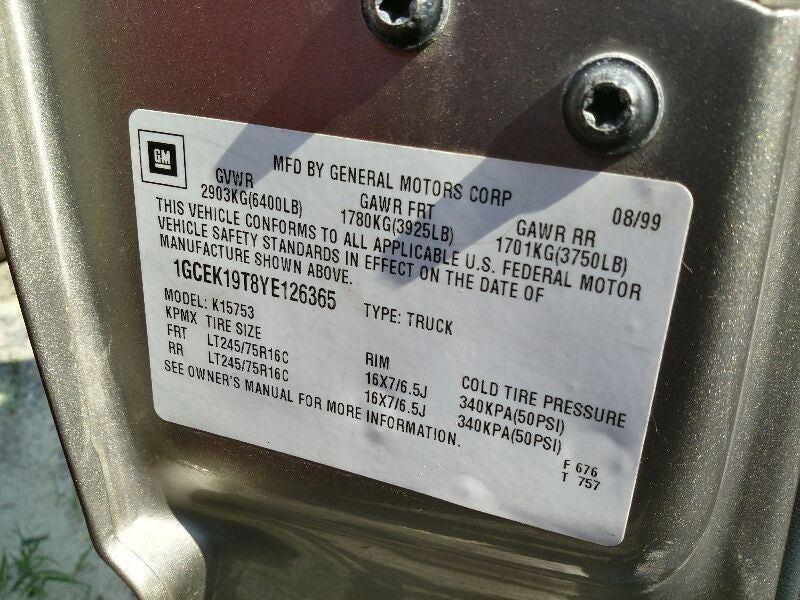 GM
MFD BY GENERAL MOTORS CORP 08/99
GVWR GAWR FRT GAWR RR
2903KG(6400LB) 1780KG(3925LB) 1701KG(3750LB)
THIS VEHICLE CONFORMS TO ALL APPLICABLE U.S. FEDERAL MOTOR
VEHICLE SAFETY STANDARDS IN EFFECT ON THE DATE OF
MANUFACTURE SHOWN ABOVE.
1GCEK19T8YE126365 TYPE: TRUCK
MODEL: K15753
KPMX TIRE SIZE RIM COLD TIRE PRESSURE
FRT LT245/75R16C 16X7/6.5J 340KPA(50PSI)
RR LT245/75R16C 16X7/6.5J 340KPA(50PSI)
SEE OWNER'S MANUAL FOR MORE INFORMATION.
F 676
T 757